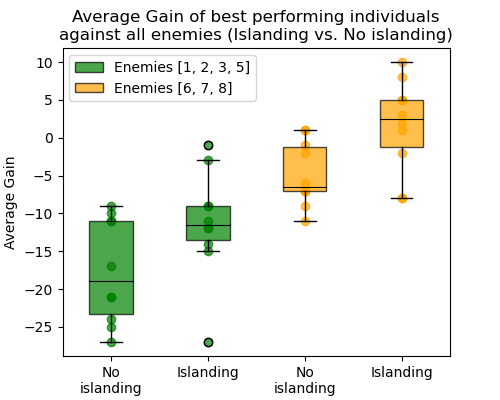 Average Gain of best performing individuals
against all enemies (Islanding vs. No islanding)
Enemies [1, 2, 3, 5]
Enemies [6, 7, 8]
Average Gain
10
5
0
−5
−10
−15
−20
−25
No
islanding
Islanding
No
islanding
Islanding